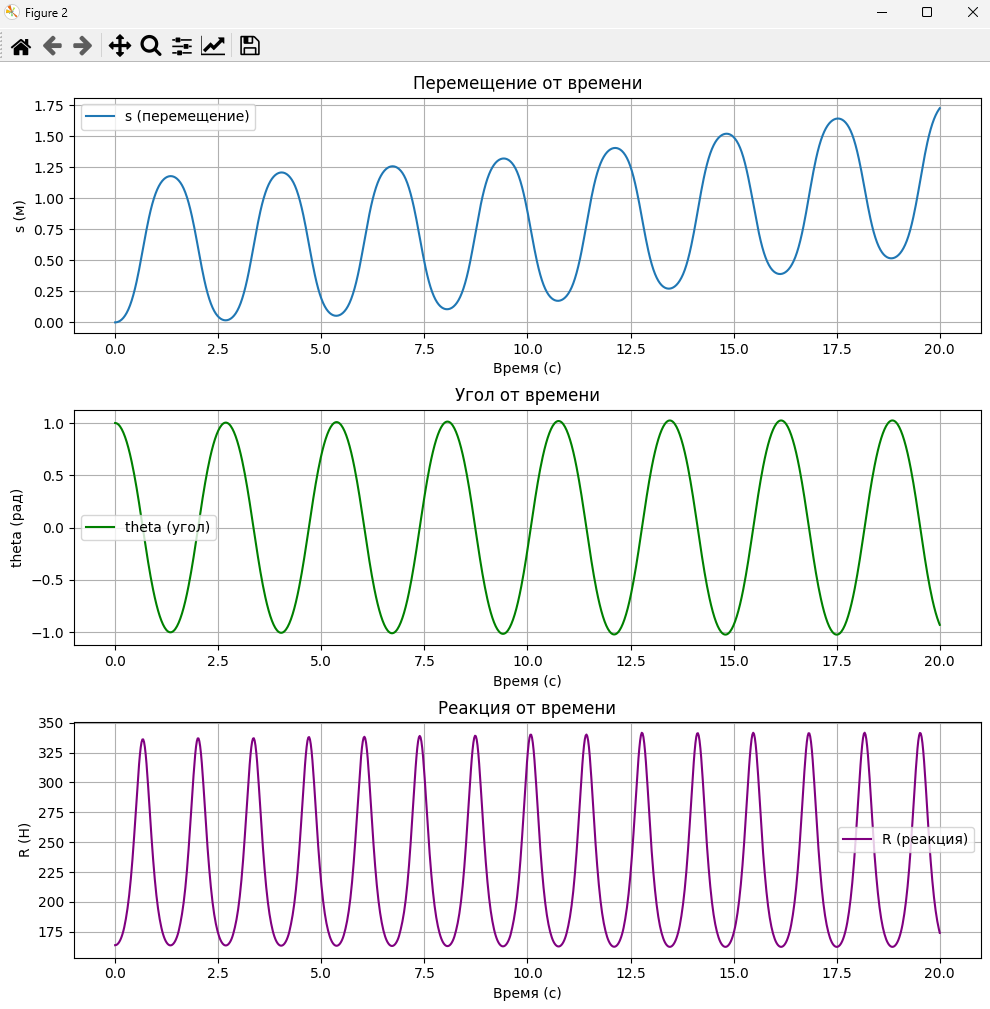 Figure 2
Перемещение от времени
s (перемещение)
s (м)
1.75
1.50
1.25
1.00
0.75
0.50
0.25
0.00
0.0 2.5 5.0 7.5 10.0 12.5 15.0 17.5 20.0
Время (с)
Угол от времени
theta (угол)
theta (рад)
1.0
0.5
0.0
−0.5
−1.0
0.0 2.5 5.0 7.5 10.0 12.5 15.0 17.5 20.0
Время (с)
Реакция от времени
R (реакция)
R (Н)
350
325
300
275
250
225
200
175
0.0 2.5 5.0 7.5 10.0 12.5 15.0 17.5 20.0
Время (с)